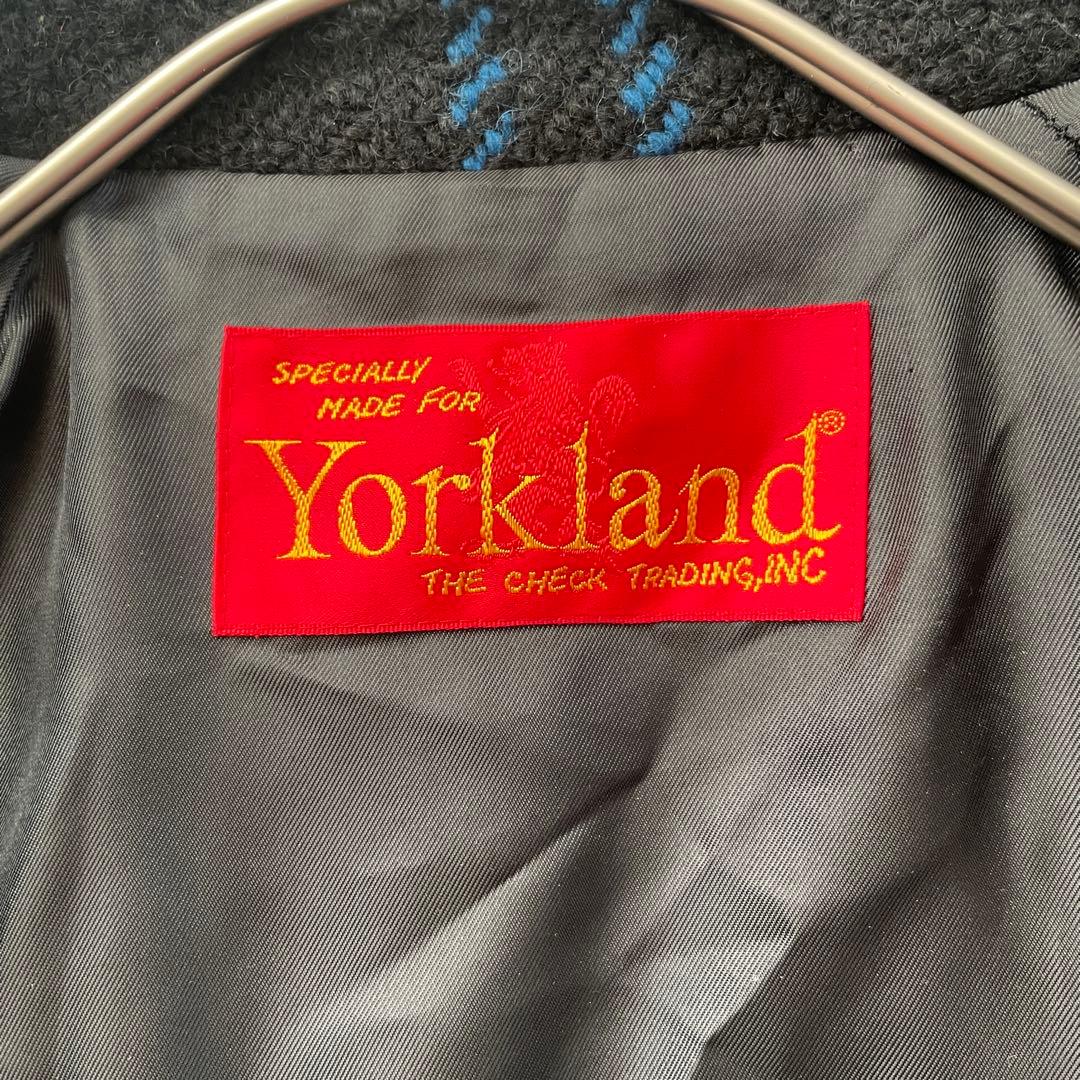 SPECIALLY
MADE FOR
Yorkland®
THE CHECK TRADING,INC